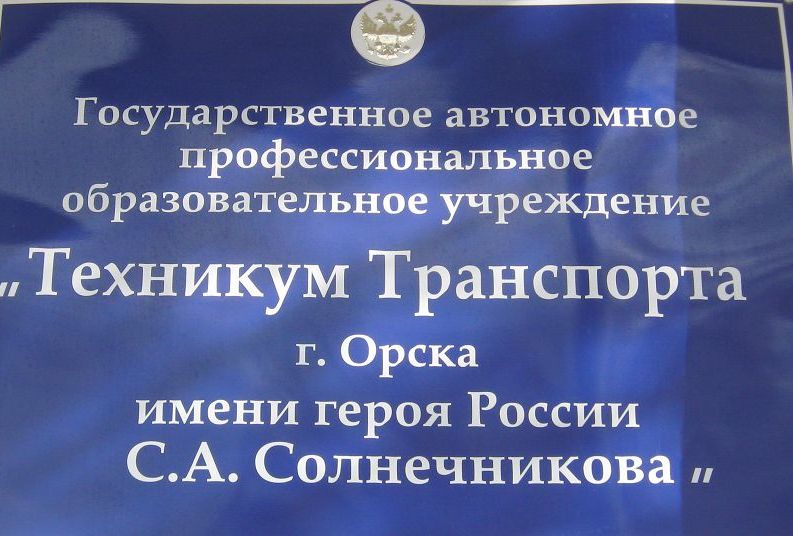 Государственное автономное
профессиональное
образовательное учреждение
„Техникум Транспорта
г. Орска
имени героя России
С.А. Солнечникова „